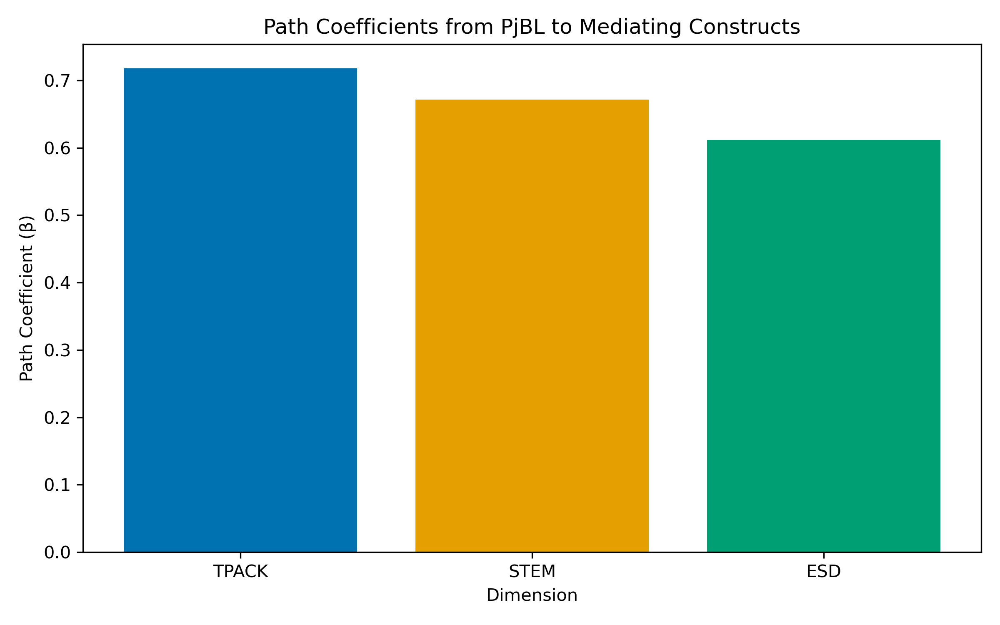 Path Coefficients from PjBL to Mediating Constructs
Path Coefficient (β)
0.7
0.6
0.5
0.4
0.3
0.2
0.1
0.0
TPACK
STEM
ESD
Dimension